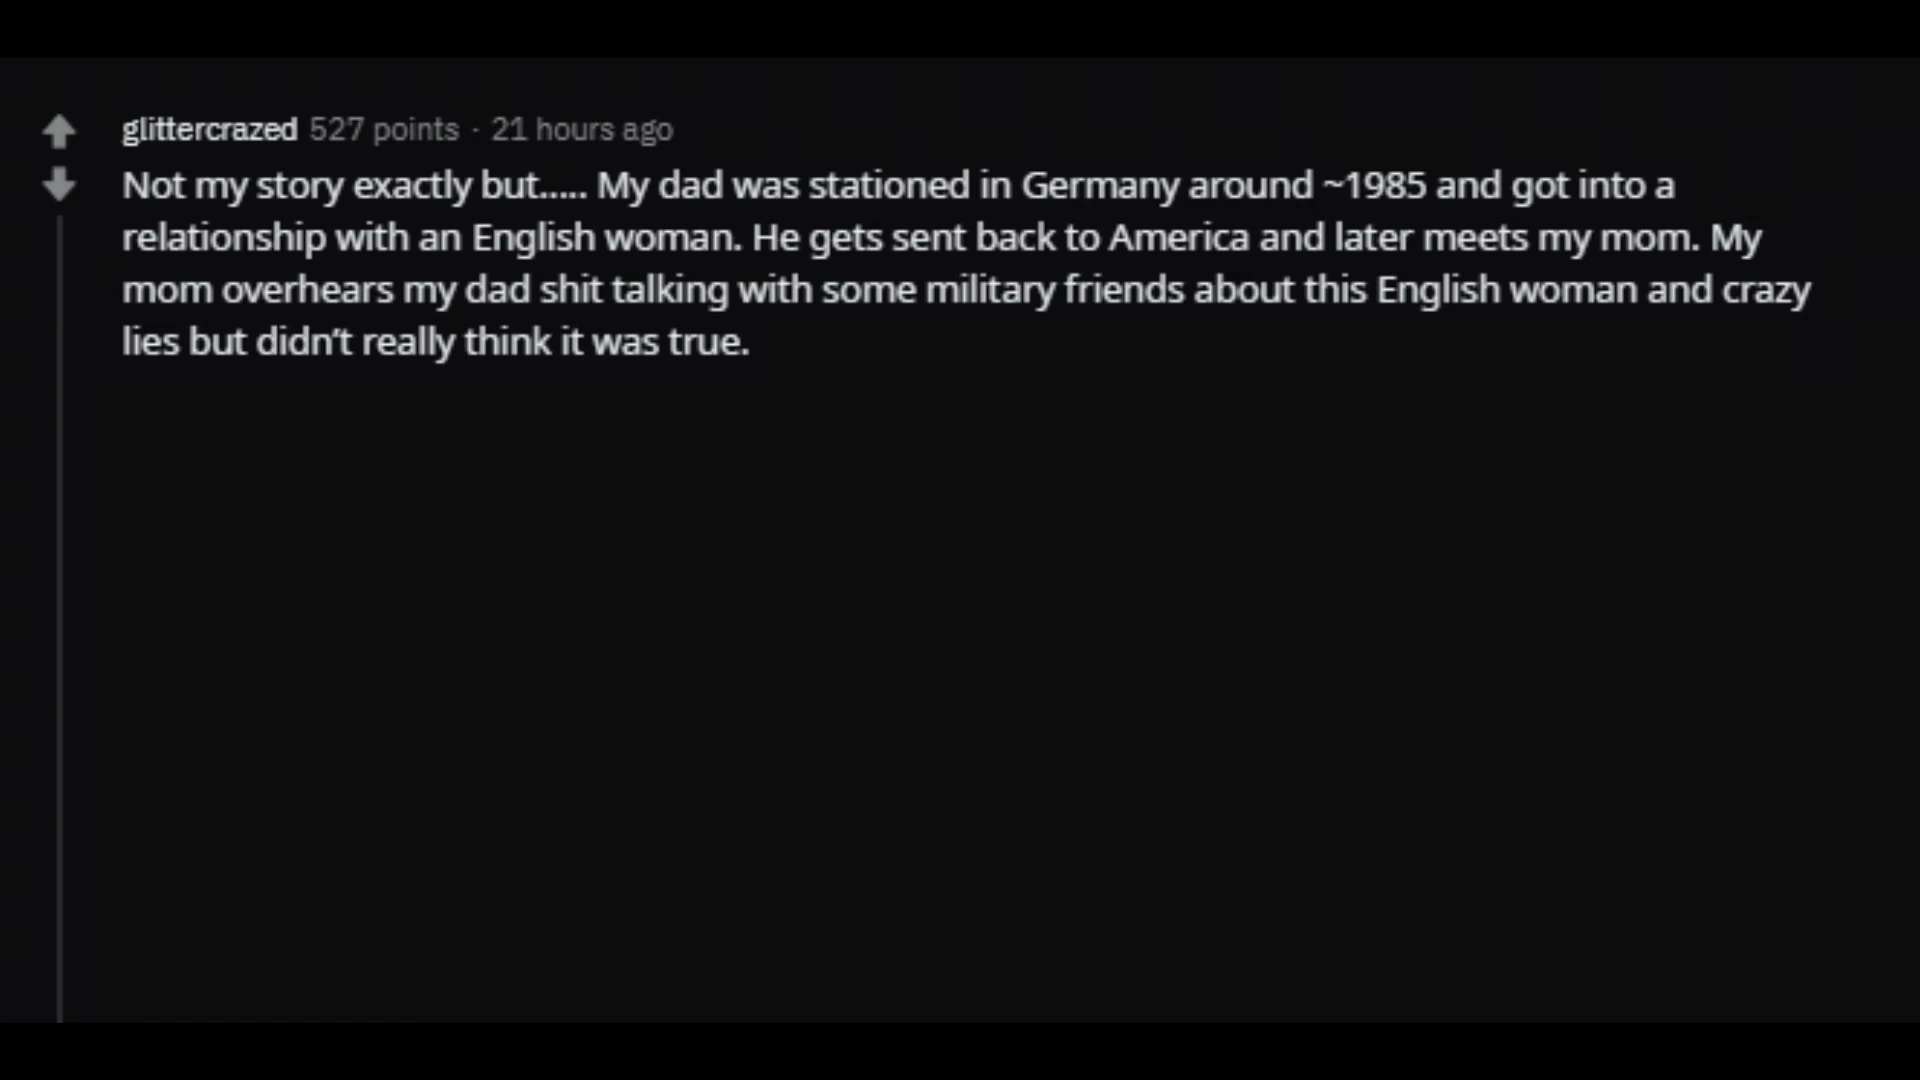 glittercrazed 527 points · 21 hours ago
Not my story exactly but..... My dad was stationed in Germany around ~1985 and got into a
relationship with an English woman. He gets sent back to America and later meets my mom. My
mom overhears my dad shit talking with some military friends about this English woman and crazy
lies but didn’t really think it was true.